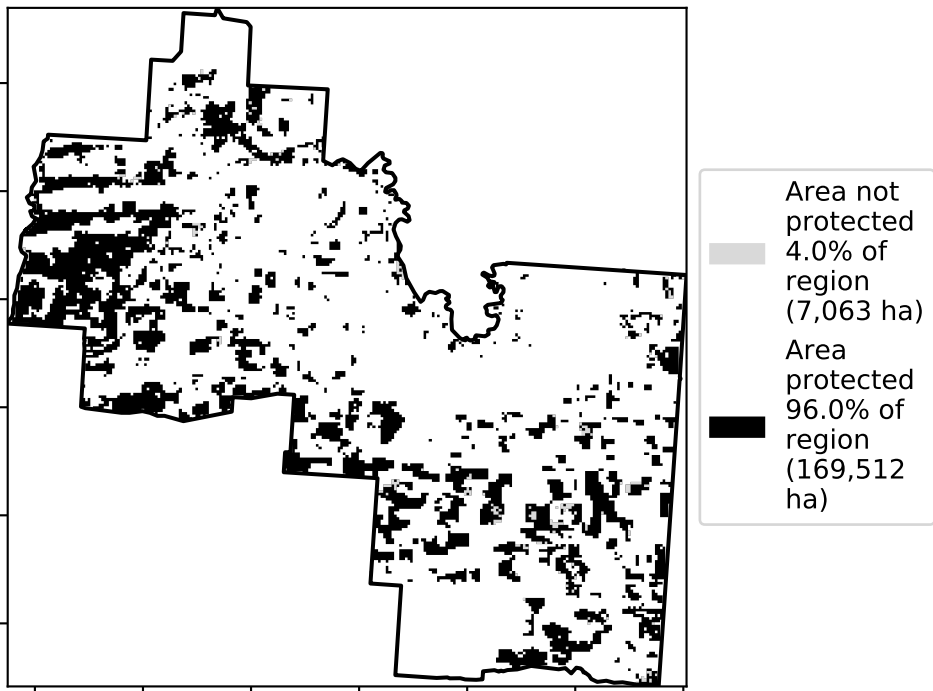 Area not
protected
4.0% of
region
(7,063 ha)
Area
protected
96.0% of
region
(169,512
ha)